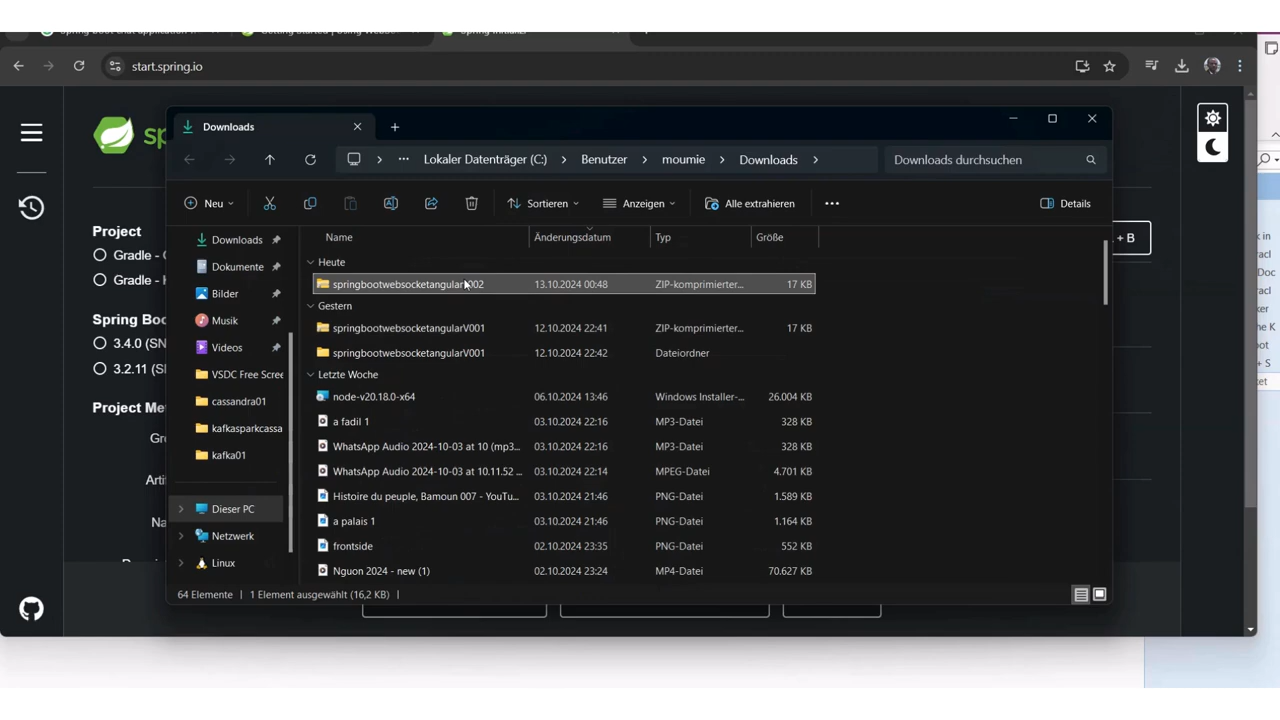 start.spring.io
Downloads
Lokaler Datenträger (C:)
Benutzer
moumie
Downloads
Downloads durchsuchen
Neu
Sortieren
Anzeigen
Alle extrahieren
Details
Project
Gradle -
Gradle -
Spring Boo
3.4.0 (SN
3.2.11 (S
Project Me
Gro
Arti
Na
+ B
Downloads
Dokumente
Bilder
Musik
Videos
VSDC Free Scree
cassandra01
kafkasparkcassa
kafka01
Dieser PC
Netzwerk
Linux
Name Änderungsdatum Typ Größe
Heute
springbootwebsocketangularV002 13.10.2024 00:48 ZIP-komprimierter... 17 KB
Gestern
springbootwebsocketangularV001 12.10.2024 22:41 ZIP-komprimierter... 17 KB
springbootwebsocketangularV001 12.10.2024 22:42 Dateiordner
Letzte Woche
node-v20.18.0-x64 06.10.2024 13:46 Windows Installer-... 26.004 KB
a fadil 1 03.10.2024 22:16 MP3-Datei 328 KB
WhatsApp Audio 2024-10-03 at 10 (mp3... 03.10.2024 22:16 MP3-Datei 328 KB
WhatsApp Audio 2024-10-03 at 10.11.52 ... 03.10.2024 22:14 MPEG-Datei 4.701 KB
Histoire du peuple, Bamoun 007 - YouTu... 03.10.2024 21:46 PNG-Datei 1.589 KB
a palais 1 03.10.2024 21:46 PNG-Datei 1.164 KB
frontside 02.10.2024 23:35 PNG-Datei 552 KB
Nguon 2024 - new (1) 02.10.2024 23:24 MP4-Datei 70.627 KB
64 Elemente 1 Element ausgewählt (16,2 KB)